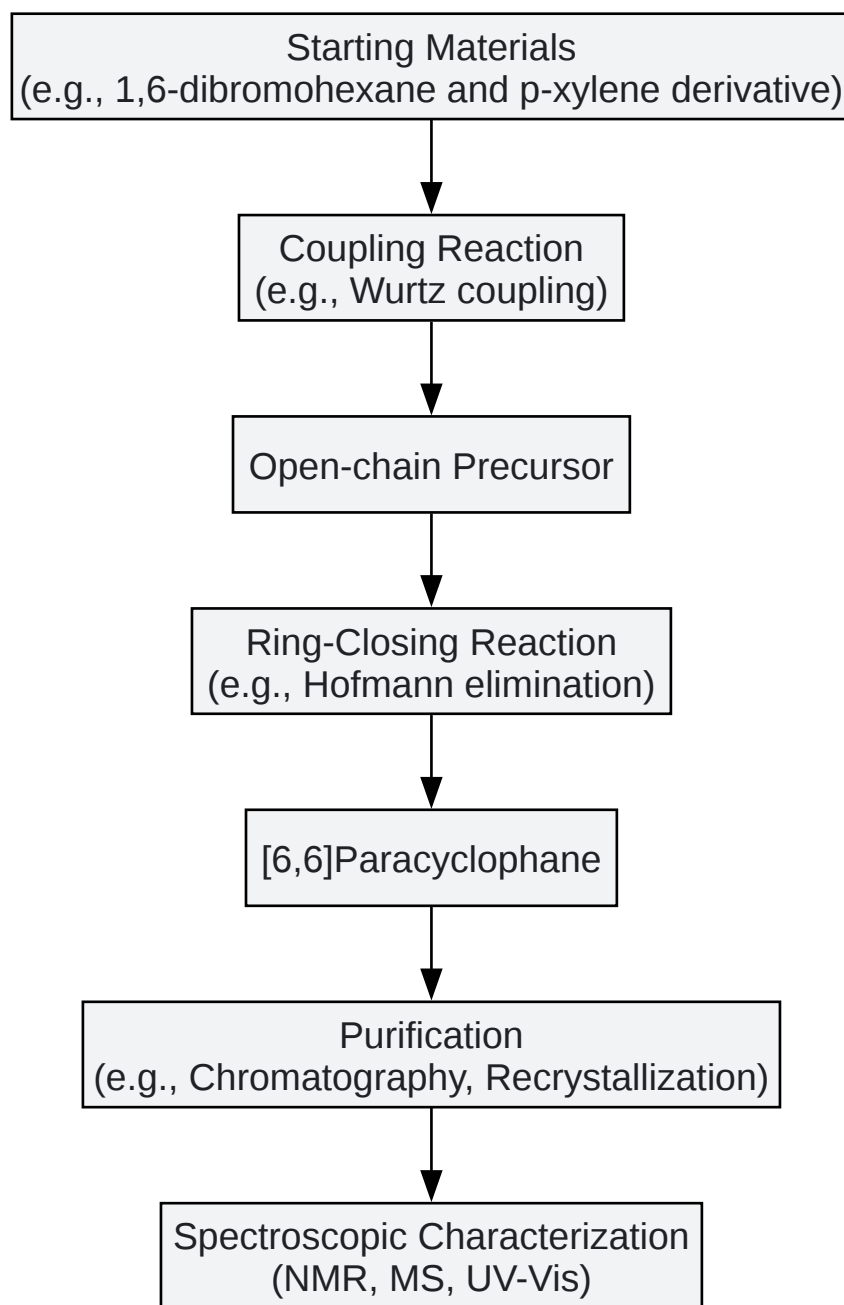 Starting Materials
(e.g., 1,6-dibromohexane and p-xylene derivative)
Coupling Reaction
(e.g., Wurtz coupling)
Open-chain Precursor
Ring-Closing Reaction
(e.g., Hofmann elimination)
[6,6]Paracyclophane
Purification
(e.g., Chromatography, Recrystallization)
Spectroscopic Characterization
(NMR, MS, UV-Vis)